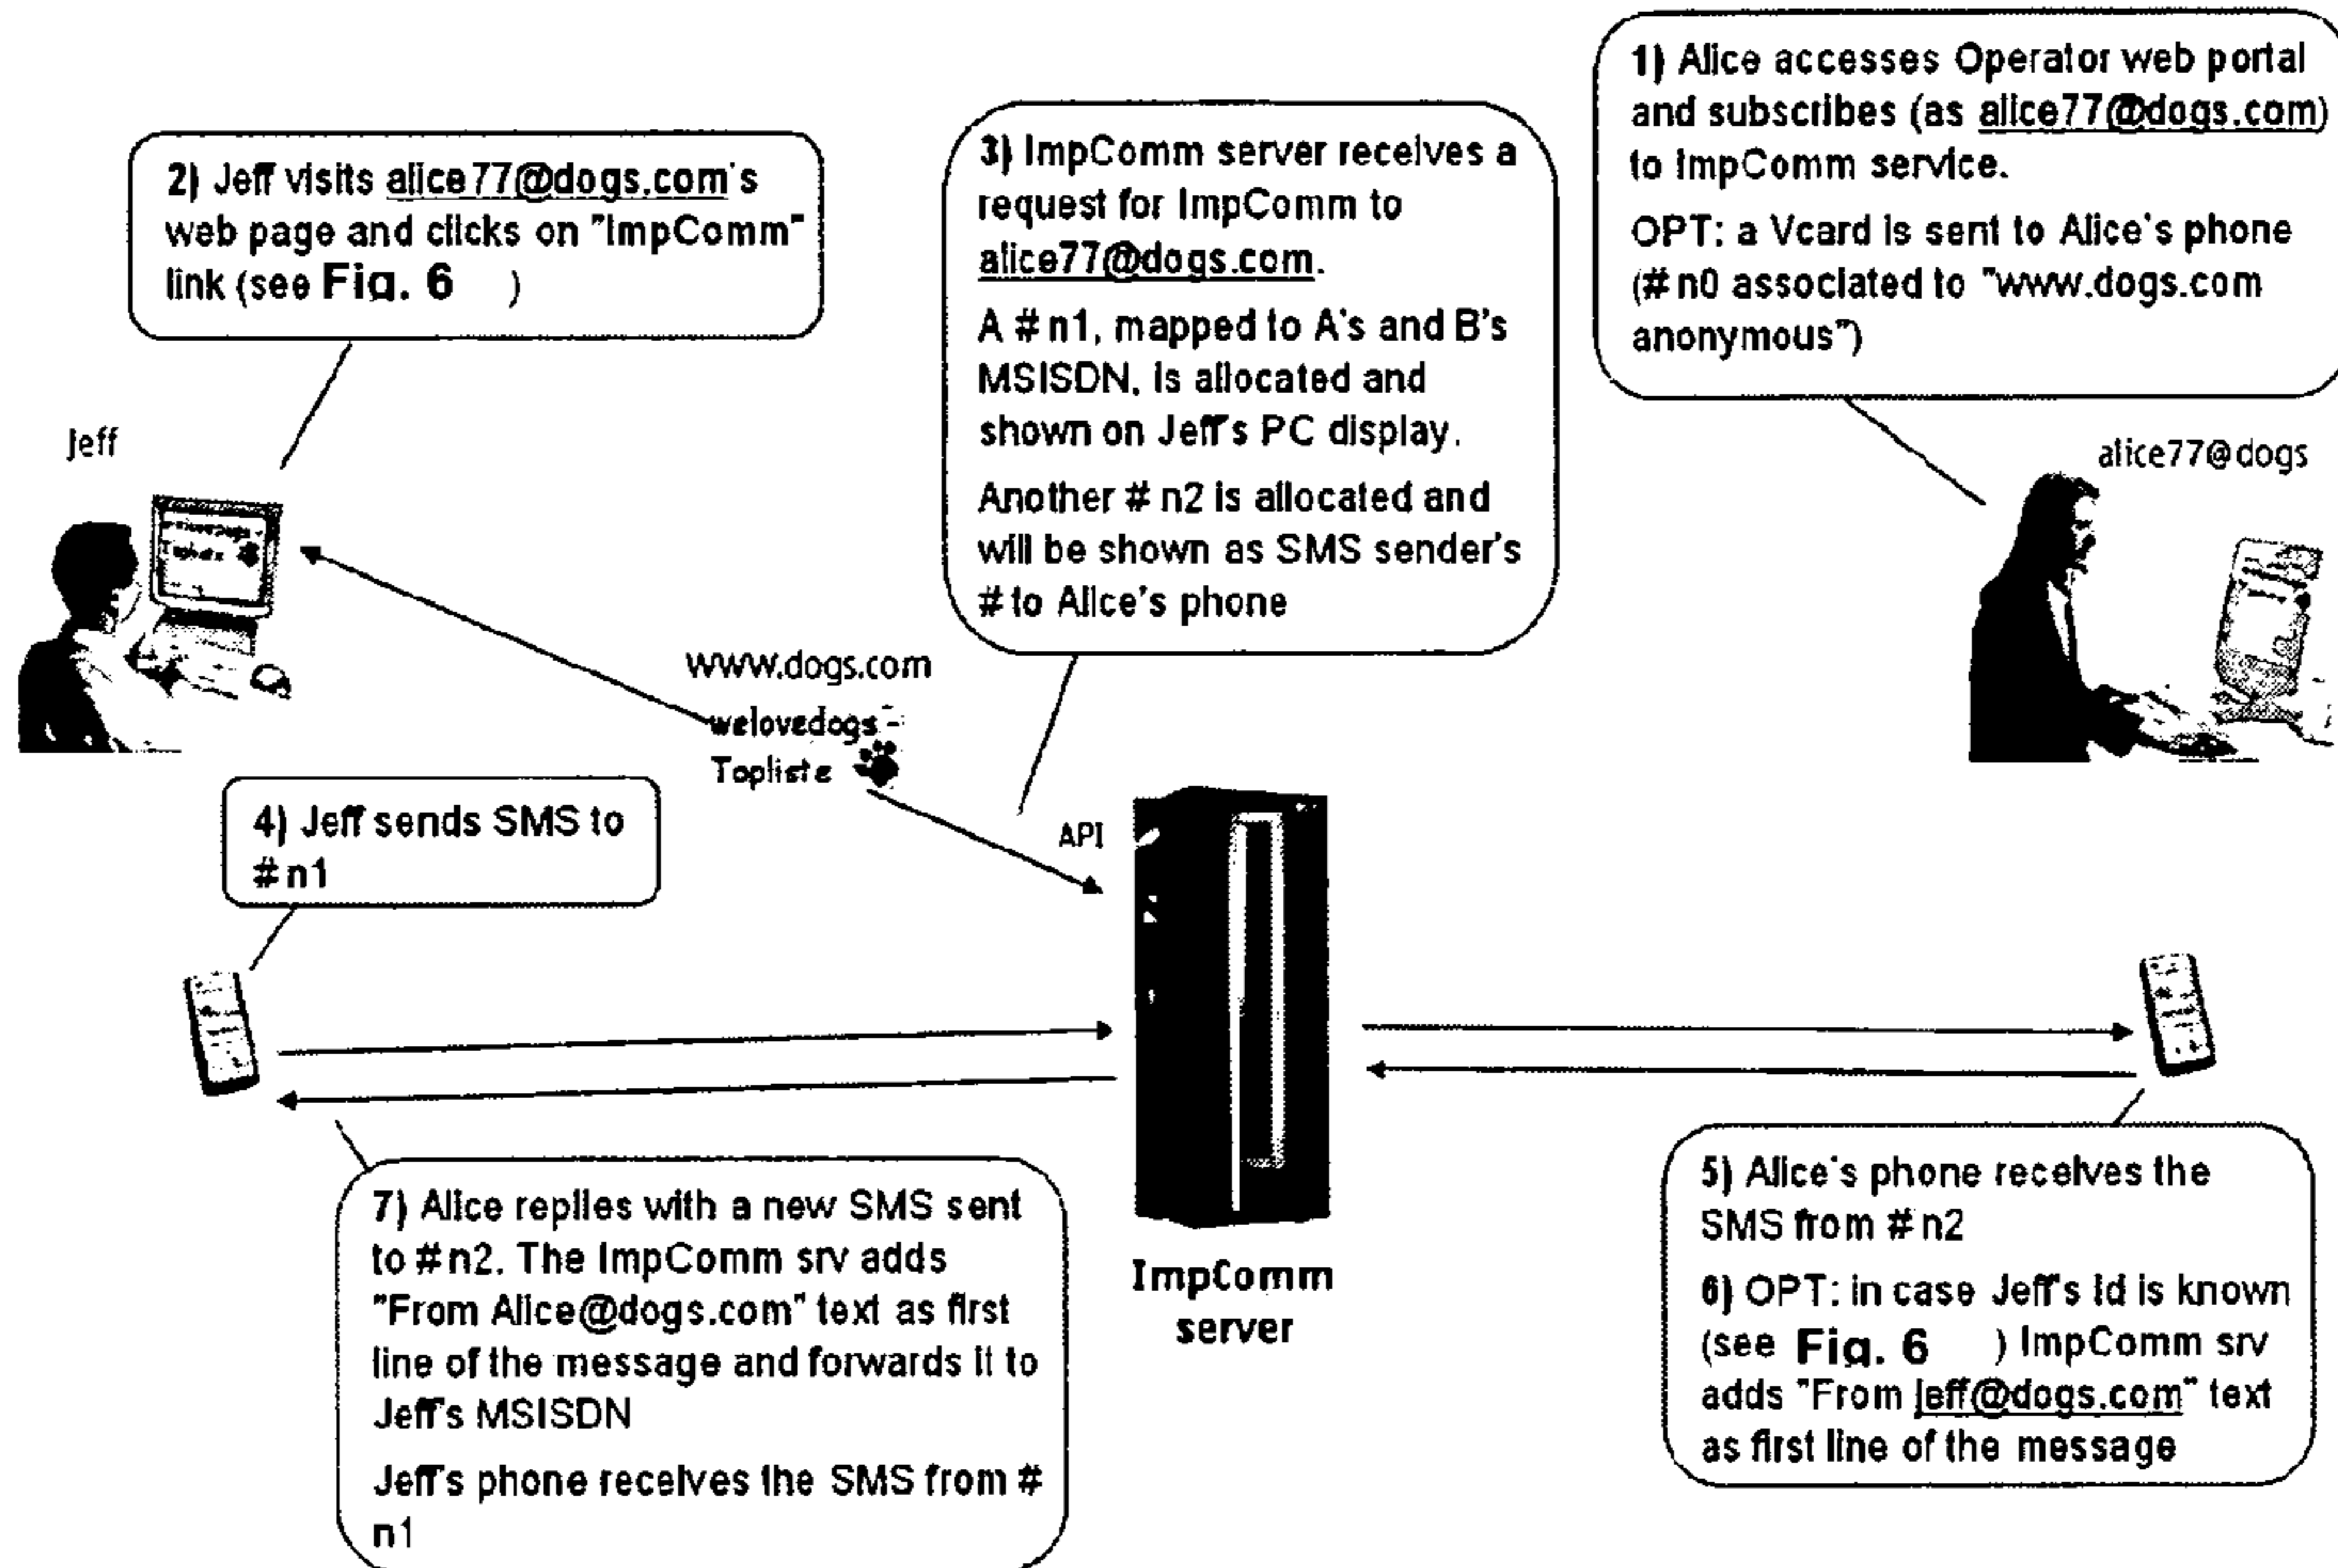 1) Alice accesses Operator web portal
and subscribes (as alice77@dogs.com)
to ImpComm service.
OPT: a Vcard is sent to Alice's phone
(# n0 associated to "www.dogs.com
anonymous")
2) Jeff visits alice77@dogs.com's
web page and clicks on "ImpComm"
link (see Fig. 6 )
3) ImpComm server receives a
request for ImpComm to
alice77@dogs.com.
A # n1, mapped to A's and B's
MSISDN, is allocated and
shown on Jeff's PC display.
Another # n2 is allocated and
will be shown as SMS sender's
# to Alice's phone
Jeff
alice77@dogs
www.dogs.com
welovedogs
Topliste
API
4) Jeff sends SMS to
# n1
ImpComm
server
5) Alice's phone receives the
SMS from # n2
6) OPT: in case Jeff's Id is known
(see Fig. 6 ) ImpComm srv
adds "From jeff@dogs.com" text
as first line of the message
7) Alice replies with a new SMS sent
to # n2. The ImpComm srv adds
"From Alice@dogs.com" text as first
line of the message and forwards it to
Jeff's MSISDN
Jeff's phone receives the SMS from #
n1